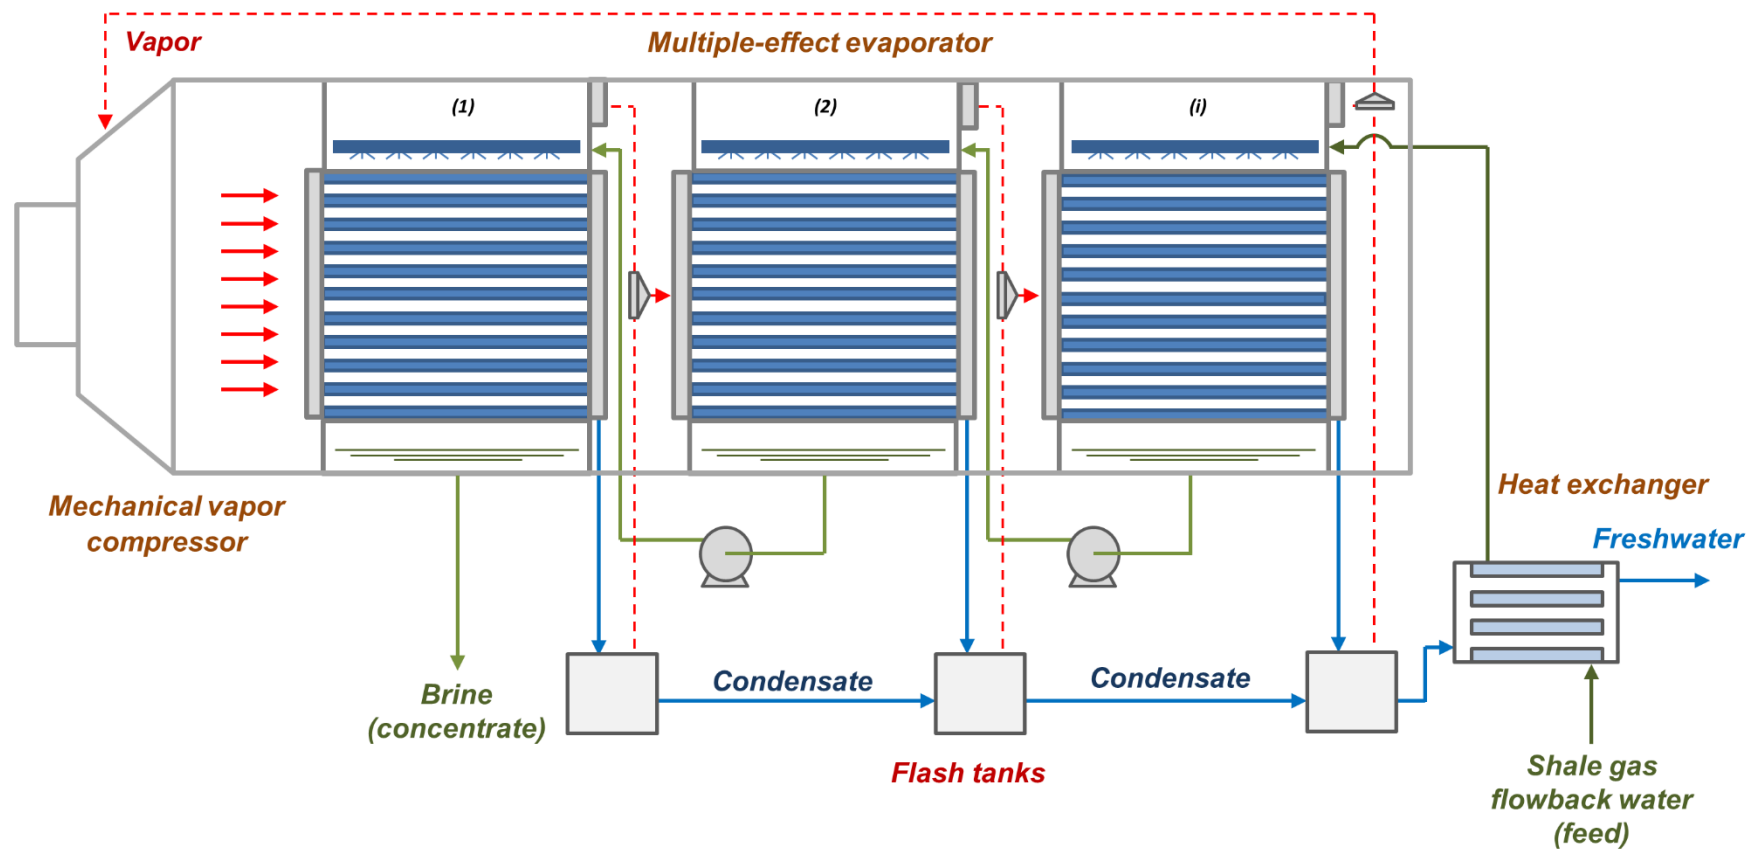 Vapor
Multiple-effect evaporator
(1)
(2)
(i)
Mechanical vapor
compressor
Heat exchanger
Freshwater
Brine
(concentrate)
Condensate
Condensate
Flash tanks
Shale gas
flowback water
(feed)